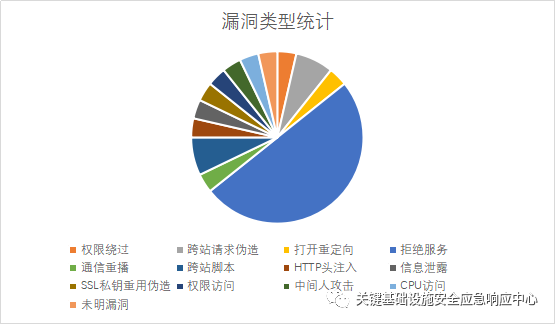 漏洞类型统计
权限绕过 跨站请求伪造 打开重定向 拒绝服务
通信重播 跨站脚本 HTTP头注入 信息泄露
SSL私钥重用伪造 权限访问 中间人攻击 CPU访问
未明漏洞
关键基础设施安全应急响应中心